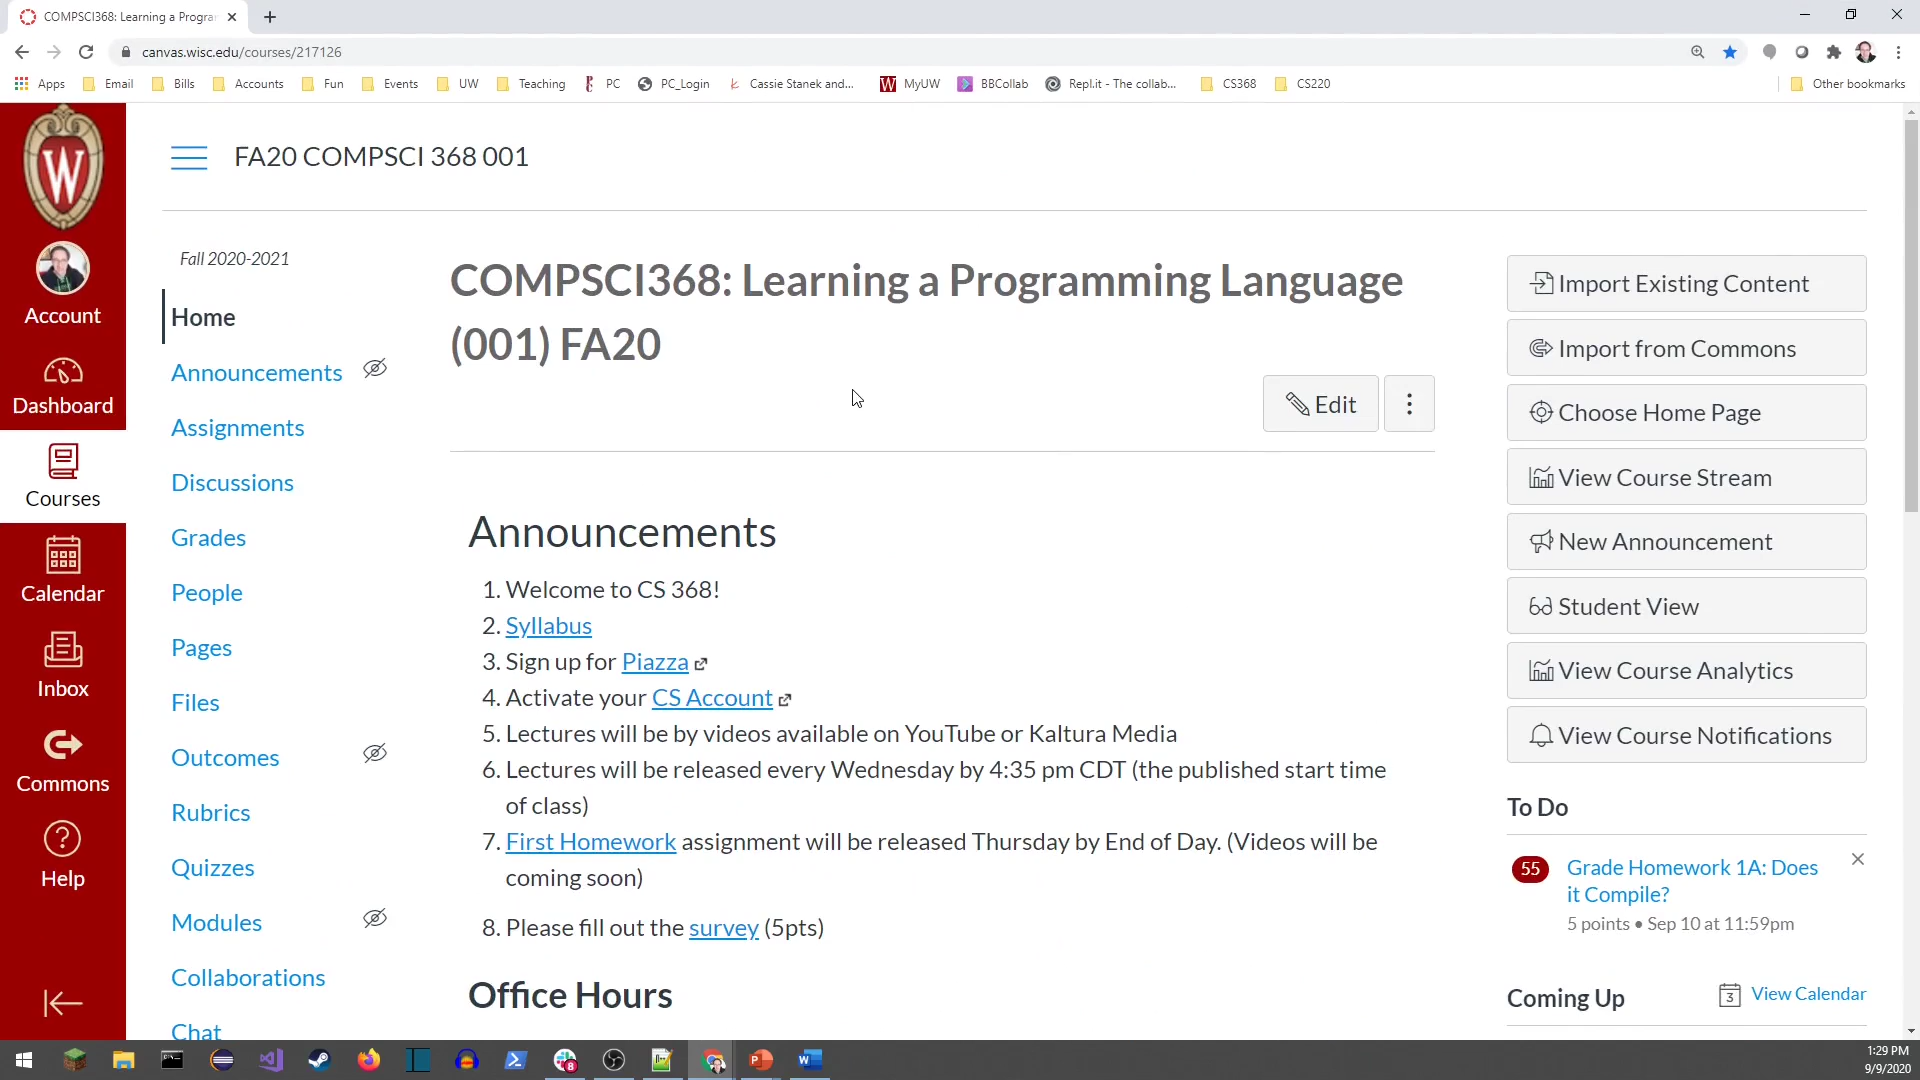 COMPSCI368: Learning a Progra
canvas.wisc.edu/courses/217126
Apps
Email
Bills
Accounts
Fun
Events
UW
Teaching
PC
PC_Login
Cassie Stanek and...
MyUW
BBCollab
Repl.it - The collab...
CS368
CS220
Other bookmarks
W
Account
Dashboard
Courses
Calendar
Inbox
Commons
Help
FA20 COMPSCI 368 001
Fall 2020-2021
Home
Announcements
Assignments
Discussions
Grades
People
Pages
Files
Outcomes
Rubrics
Quizzes
Modules
Collaborations
Chat
COMPSCI368: Learning a Programming Language
(001) FA20
Edit
Announcements
1. Welcome to CS 368!
2. Syllabus
3. Sign up for Piazza
4. Activate your CS Account
5. Lectures will be by videos available on YouTube or Kaltura Media
6. Lectures will be released every Wednesday by 4:35 pm CDT (the published start time
of class)
7. First Homework assignment will be released Thursday by End of Day. (Videos will be
coming soon)
8. Please fill out the survey (5pts)
Office Hours
Import Existing Content
Import from Commons
Choose Home Page
View Course Stream
New Announcement
Student View
View Course Analytics
View Course Notifications
To Do
55
Grade Homework 1A: Does
it Compile?
5 points • Sep 10 at 11:59pm
Coming Up
3
View Calendar
8
1:29 PM
9/9/2020